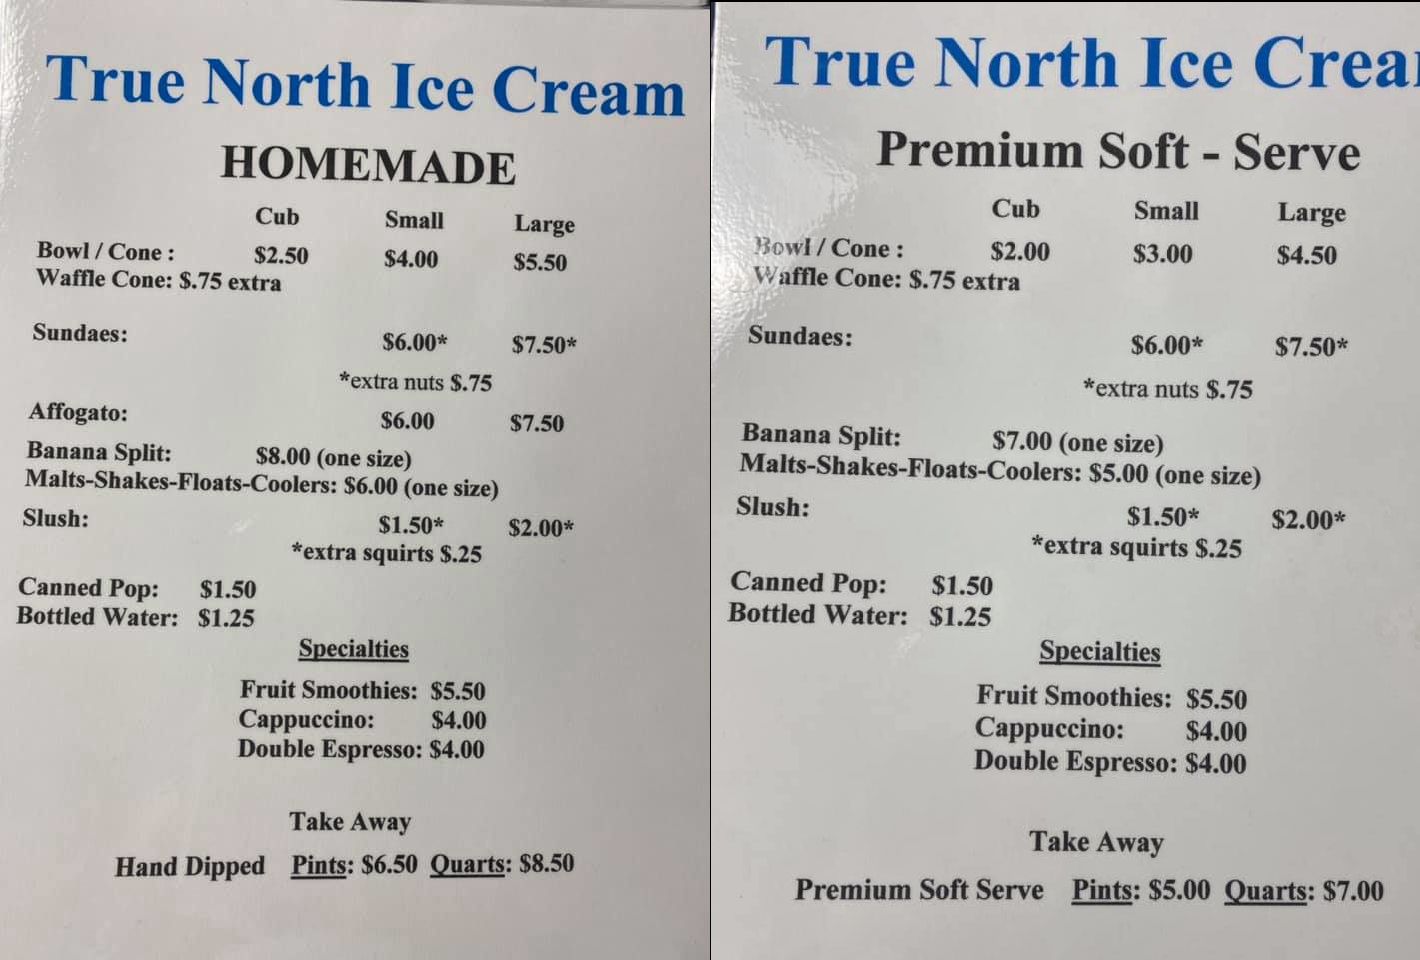 True North Ice Cream
HOMEMADE
Cub Small Large
Bowl / Cone : $2.50 $4.00 $5.50
Waffle Cone: $.75 extra
Sundaes: $6.00* $7.50*
*extra nuts $.75
Affogato: $6.00 $7.50
Banana Split: $8.00 (one size)
Malts-Shakes-Floats-Coolers: $6.00 (one size)
Slush: $1.50* $2.00*
*extra squirts $.25
Canned Pop: $1.50
Bottled Water: $1.25
Specialties
Fruit Smoothies: $5.50
Cappuccino: $4.00
Double Espresso: $4.00
Take Away
Hand Dipped Pints: $6.50 Quarts: $8.50
True North Ice Crea
Premium Soft - Serve
Cub Small Large
Bowl / Cone : $2.00 $3.00 $4.50
Waffle Cone: $.75 extra
Sundaes: $6.00* $7.50*
*extra nuts $.75
Banana Split: $7.00 (one size)
Malts-Shakes-Floats-Coolers: $5.00 (one size)
Slush: $1.50* $2.00*
*extra squirts $.25
Canned Pop: $1.50
Bottled Water: $1.25
Specialties
Fruit Smoothies: $5.50
Cappuccino: $4.00
Double Espresso: $4.00
Take Away
Premium Soft Serve Pints: $5.00 Quarts: $7.00